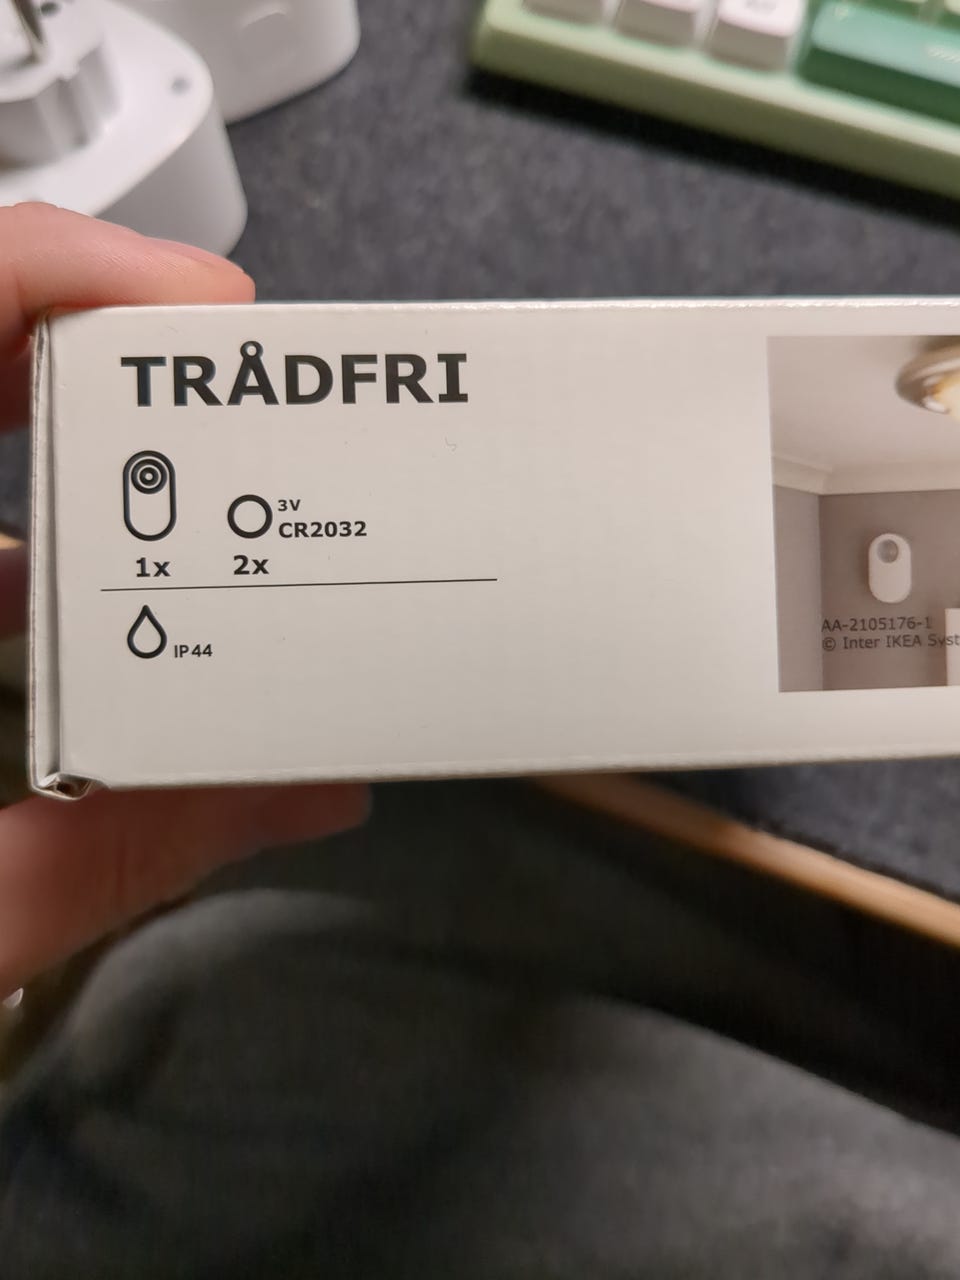 TRÅDFRI
3V
CR2032
1x
2x
IP44
AA-2105176-1
© Inter IKEA Syst